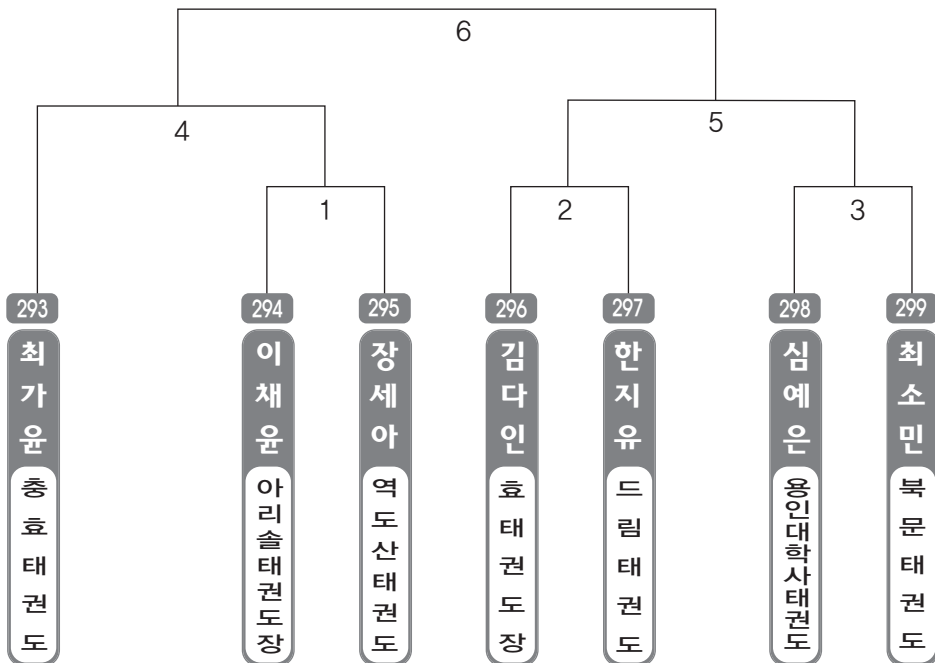 6
4
5
1
2
3
293
최가윤
충효태권도
294
이채윤
아리솔태권도장
295
장세아
역도산태권도
296
김다인
효태권도장
297
한지유
드림태권도
298
심예은
용인대학사태권도
299
최소민
북문태권도